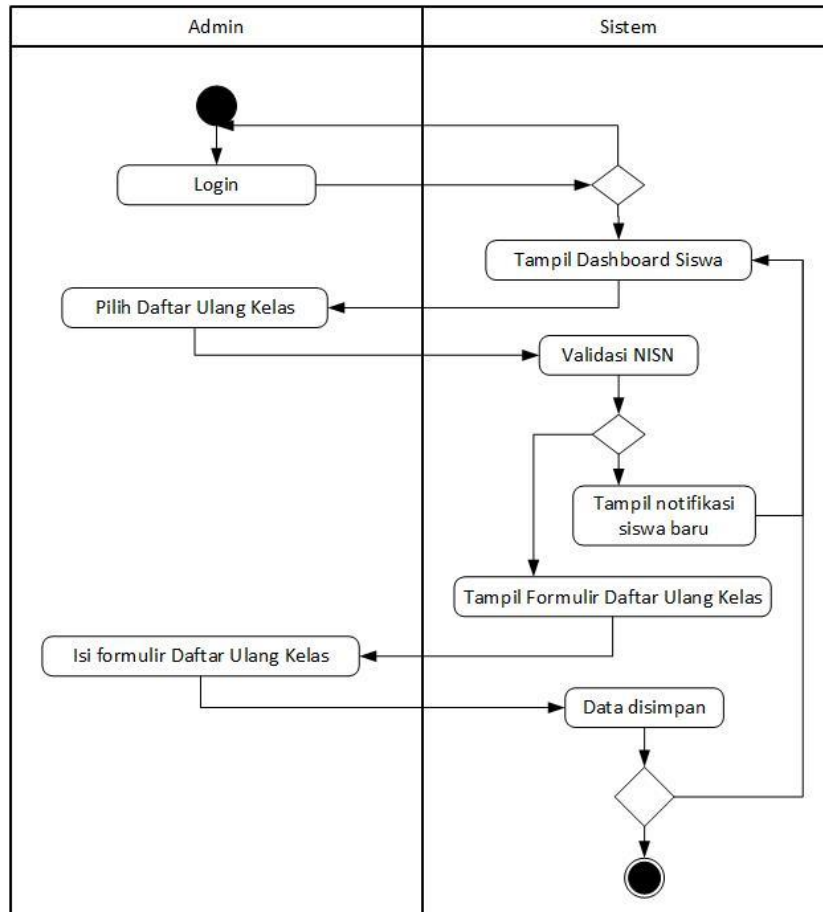 Admin
Sistem
Login
Tampil Dashboard Siswa
Pilih Daftar Ulang Kelas
Validasi NISN
Tampil notifikasi
siswa baru
Tampil Formulir Daftar Ulang Kelas
Isi formulir Daftar Ulang Kelas
Data disimpan